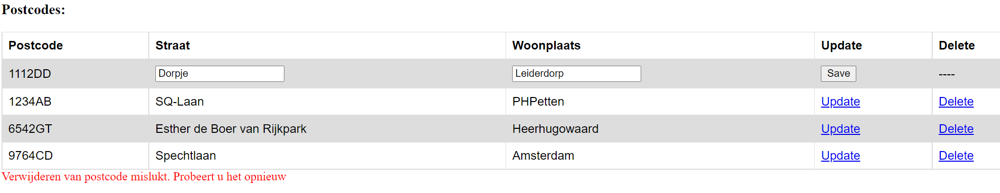 Postcodes:
Postcode Straat Woonplaats Update Delete
1112DD Dorpje Leiderdorp Save ----
1234AB SQ-Laan PHPetten Update Delete
6542GT Esther de Boer van Rijkpark Heerhugowaard Update Delete
9764CD Spechtlaan Amsterdam Update Delete
Verwijderen van postcode mislukt. Probeert u het opnieuw